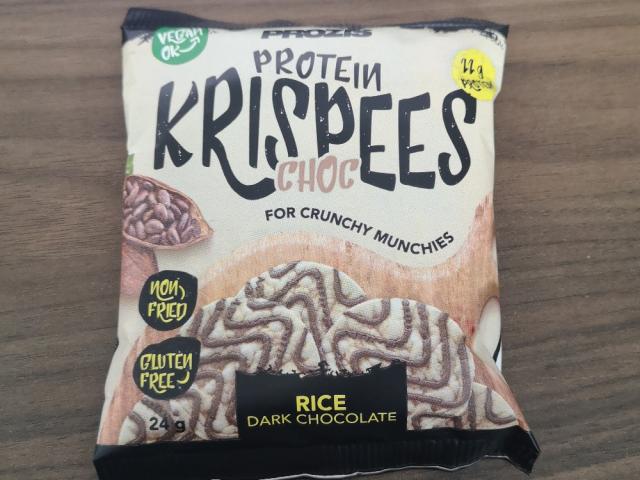 PROZIS
VEGAN
OK
PROTEIN
KRISPEES
CHOC
FOR CRUNCHY MUNCHIES
NON
FRIED
GLUTEN
FREE
RICE
DARK CHOCOLATE
24 g